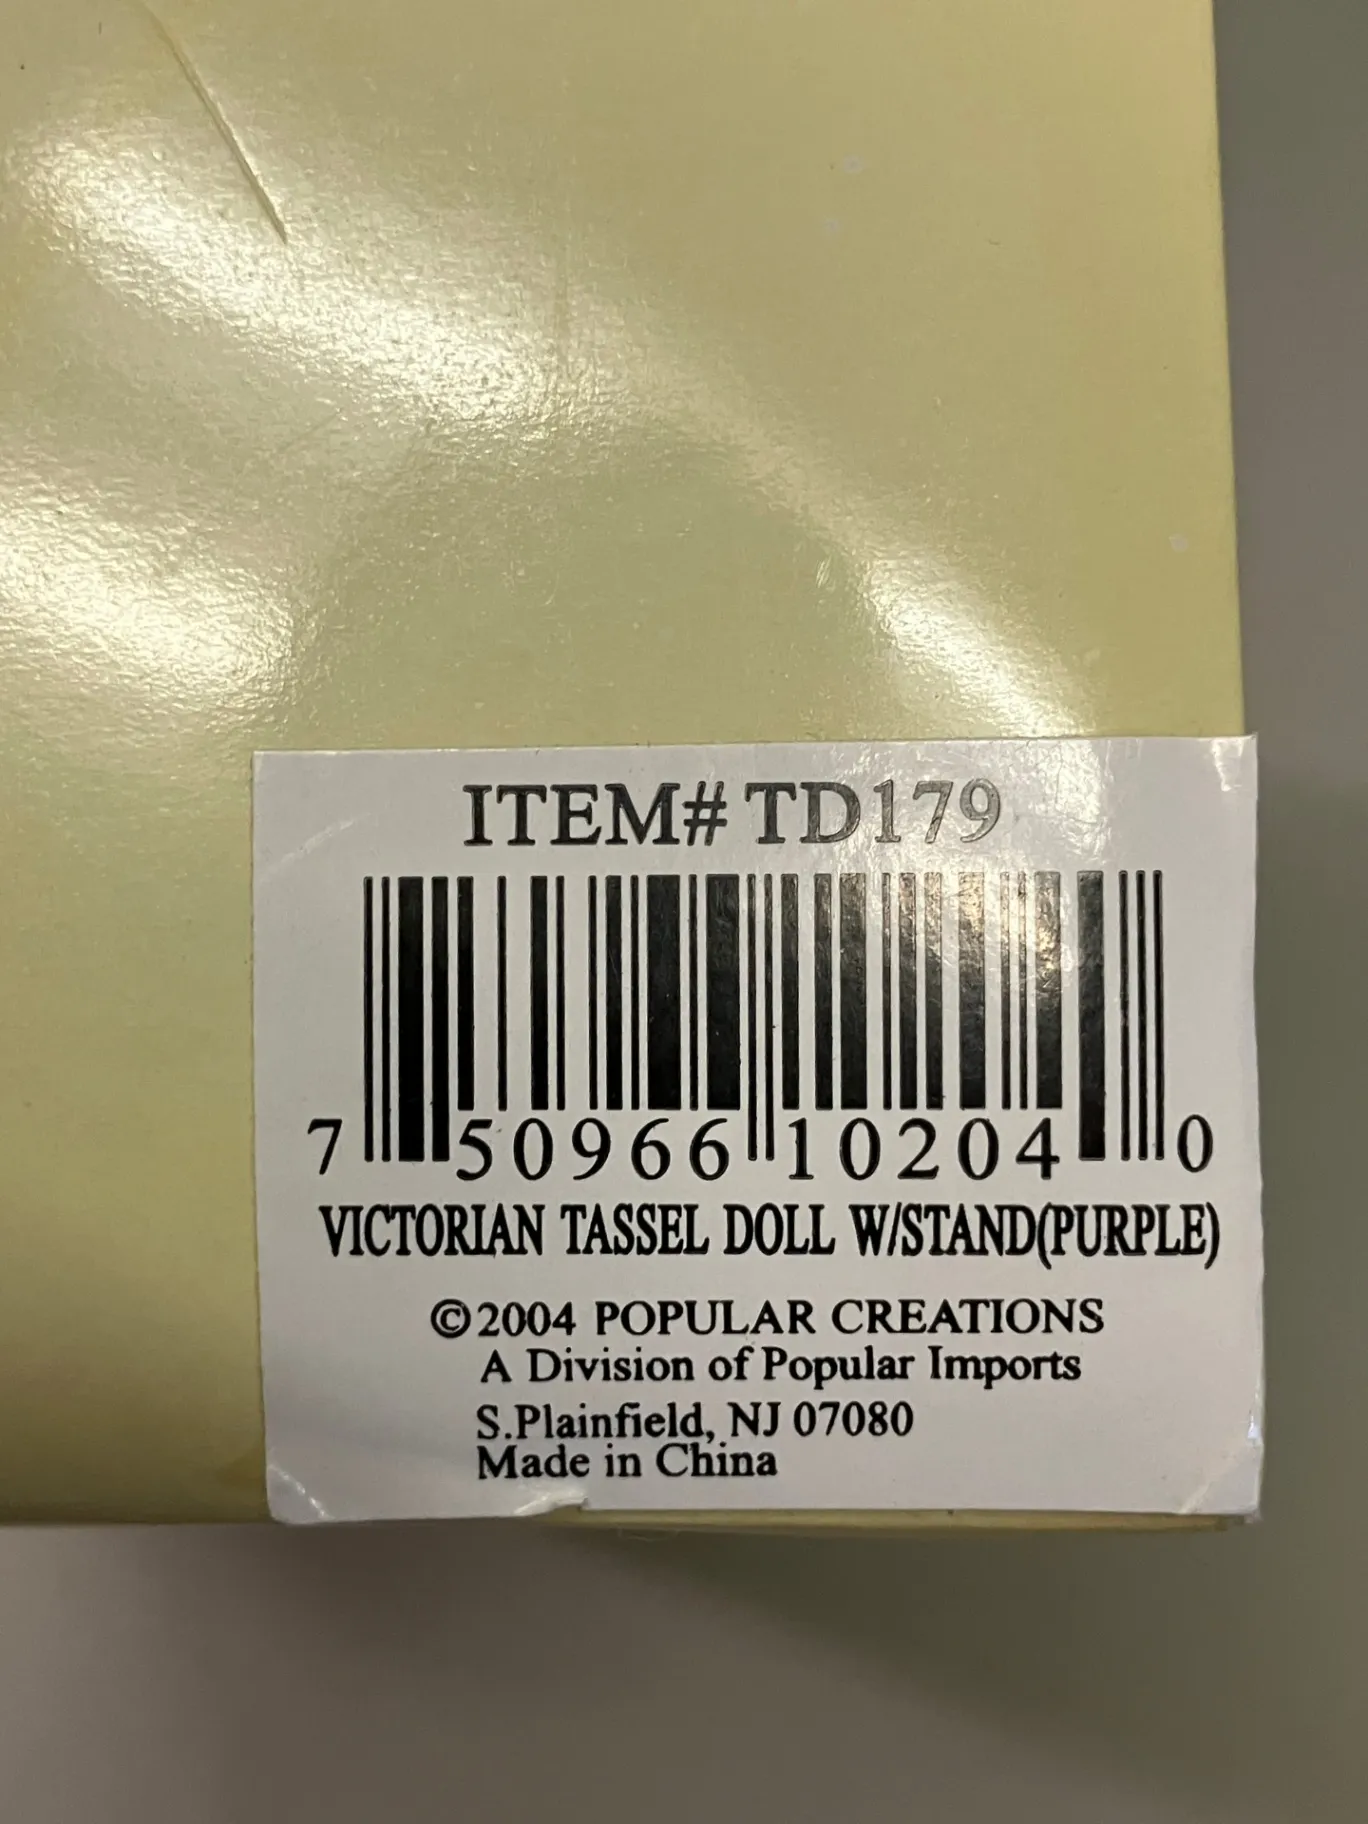 ITEM# TD179
7 50966 10204 0
VICTORIAN TASSEL DOLL W/STAND(PURPLE)
©2004 POPULAR CREATIONS
A Division of Popular Imports
S.Plainfield, NJ 07080
Made in China